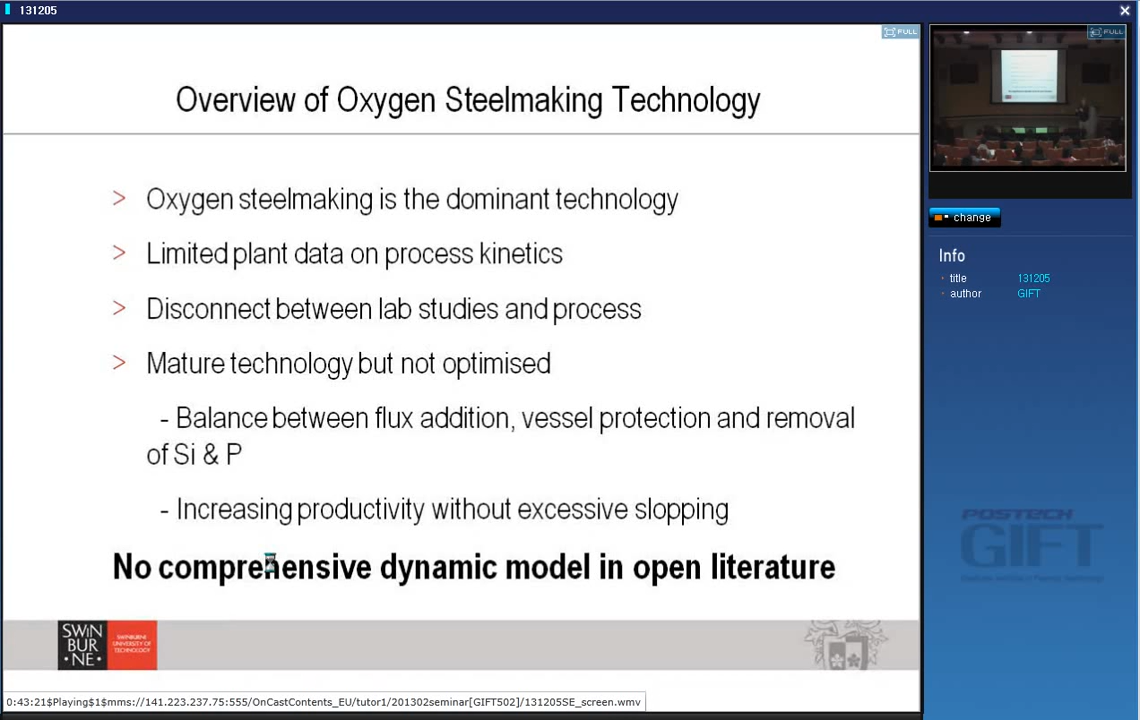 131205
FULL
FULL
Overview of Oxygen Steelmaking Technology
> Oxygen steelmaking is the dominant technology
> Limited plant data on process kinetics
> Disconnect between lab studies and process
> Mature technology but not optimised
- Balance between flux addition, vessel protection and removal
of Si & P
- Increasing productivity without excessive slopping
No comprehensive dynamic model in open literature
SWIN
BUR
NE
SWINBURNE
UNIVERSITY OF
TECHNOLOGY
0:43:21$Playing$1$mms://141.223.237.75:555/OnCastContents_EU/tutor1/201302seminar[GIFT502]/131205SE_screen.wmv
change
Info
title 131205
author GIFT
POSTECH
GIFT